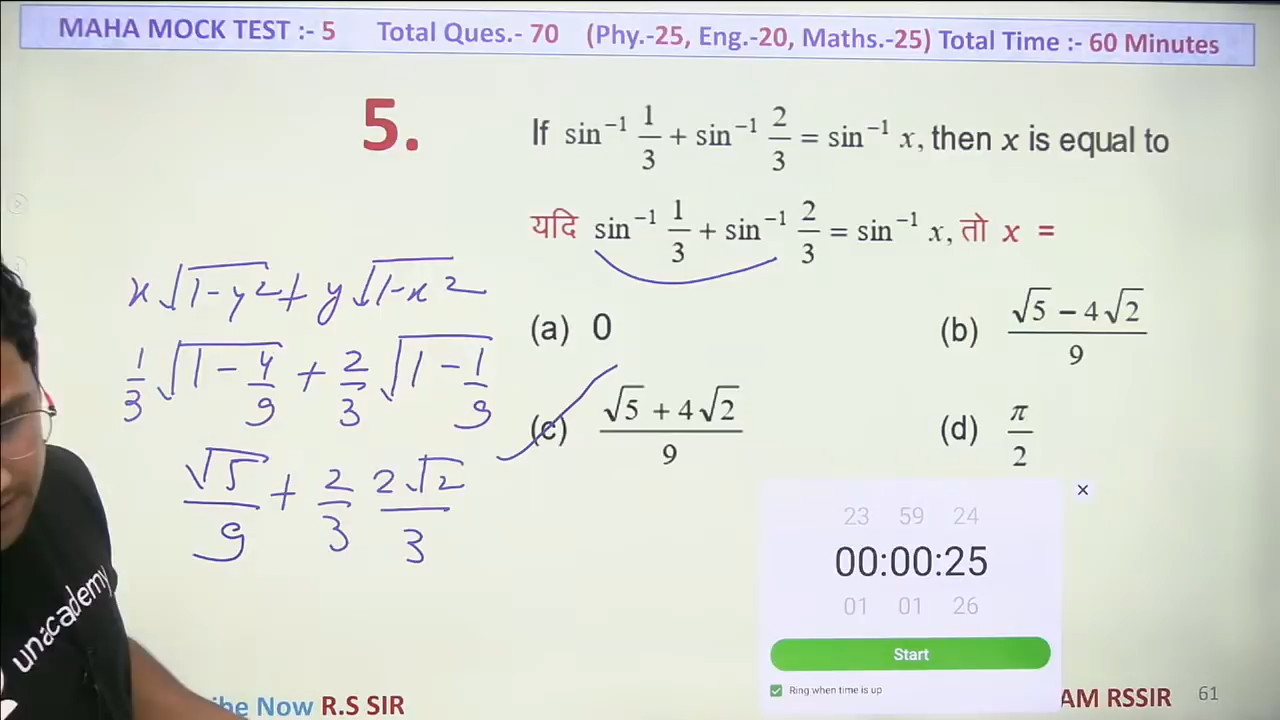 MAHA MOCK TEST :- 5 Total Ques.- 70 (Phy.-25, Eng.-20, Maths.-25) Total Time :- 60 Minutes
5.
If sin⁻¹ 1/3 + sin⁻¹ 2/3 = sin⁻¹ x, then x is equal to
यदि sin⁻¹ 1/3 + sin⁻¹ 2/3 = sin⁻¹ x, तो x =
x√(1-y²) + y√(1-x²)
1/3 √(1 - 4/9) + 2/3 √(1 - 1/9)
√5/9 + 2/3 2√2/3
(a) 0
(b) (√5 − 4√2)/9
(c) (√5 + 4√2)/9
(d) π/2
×
23 59 24
00:00:25
01 01 26
Start
Ring when time is up
unacademy
be Now R.S SIR
AM RSSIR 61